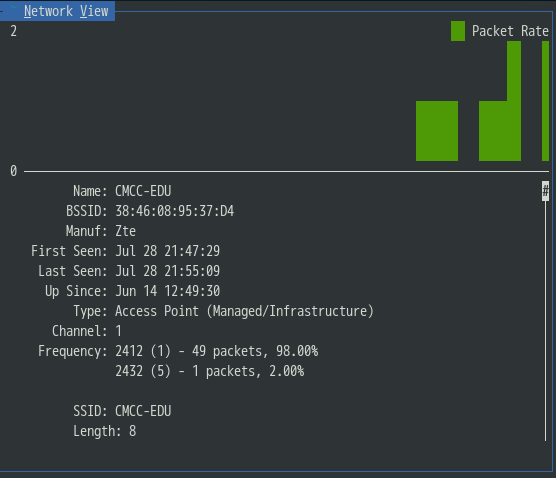 Network View
2
Packet Rate
0
Name: CMCC-EDU
#
BSSID: 38:46:08:95:37:D4
Manuf: Zte
First Seen: Jul 28 21:47:29
Last Seen: Jul 28 21:55:09
Up Since: Jun 14 12:49:30
Type: Access Point (Managed/Infrastructure)
Channel: 1
Frequency: 2412 (1) - 49 packets, 98.00%
2432 (5) - 1 packets, 2.00%
SSID: CMCC-EDU
Length: 8